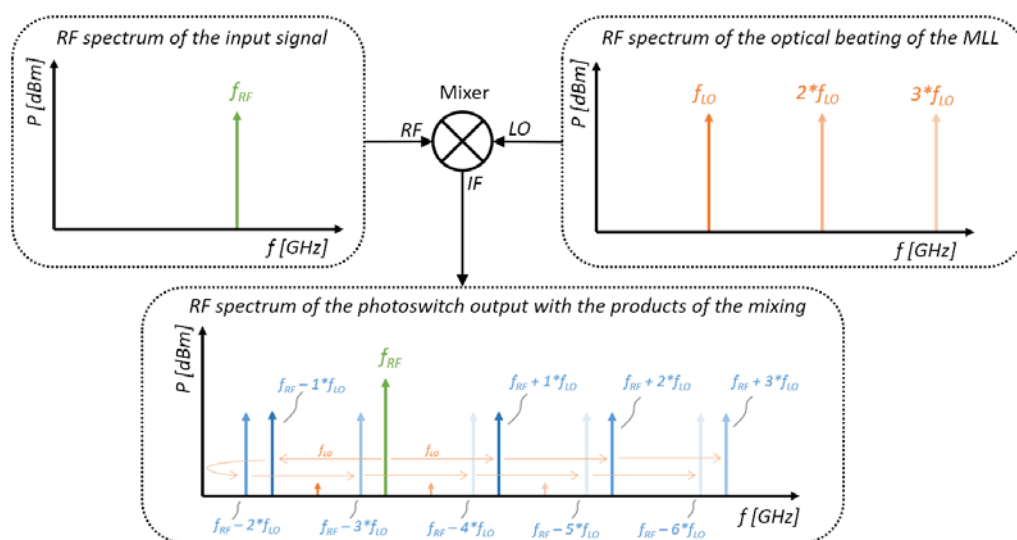 RF spectrum of the input signal
P [dBm]
f_RF
f [GHz]
Mixer
RF
LO
IF
RF spectrum of the optical beating of the MLL
P [dBm]
f_LO
2*f_LO
3*f_LO
f [GHz]
RF spectrum of the photoswitch output with the products of the mixing
P [dBm]
f_RF
f_RF – 1*f_LO
f_RF + 1*f_LO
f_RF + 2*f_LO
f_RF + 3*f_LO
f_LO
f_LO
f_RF – 2*f_LO
f_RF – 3*f_LO
f_RF – 4*f_LO
f_RF – 5*f_LO
f_RF – 6*f_LO
f [GHz]